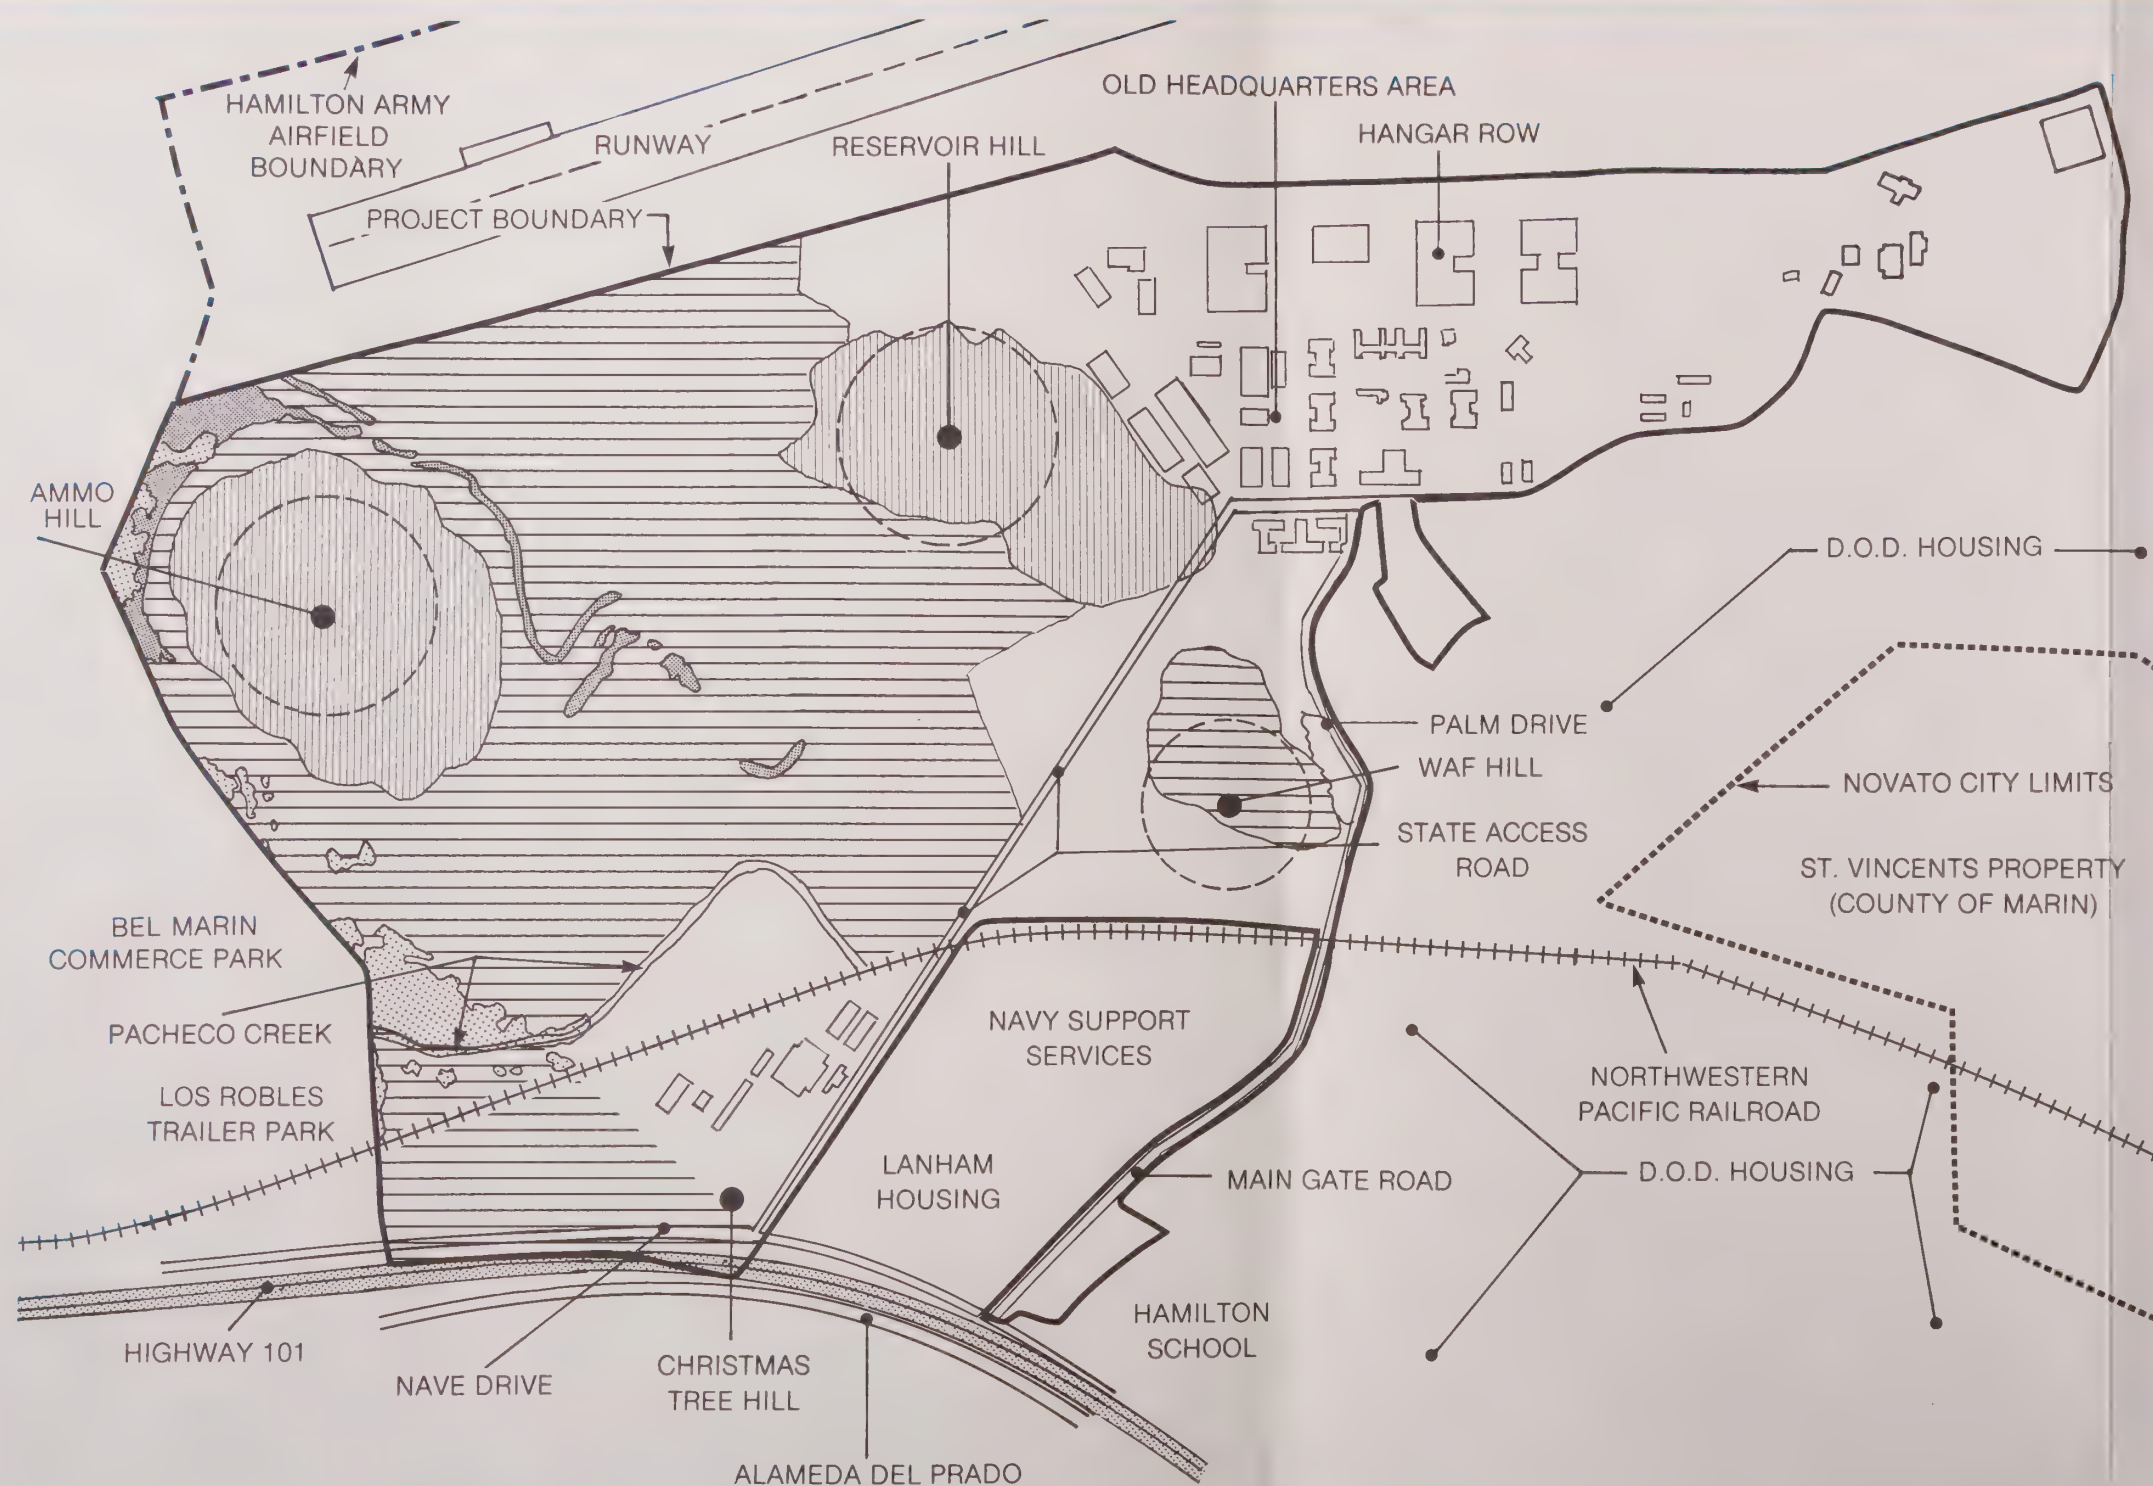 HAMILTON ARMY
AIRFIELD
BOUNDARY
RUNWAY
PROJECT BOUNDARY
RESERVOIR HILL
OLD HEADQUARTERS AREA
HANGAR ROW
AMMO
HILL
D.O.D. HOUSING
PALM DRIVE
WAF HILL
STATE ACCESS
ROAD
NOVATO CITY LIMITS
ST. VINCENTS PROPERTY
(COUNTY OF MARIN)
BEL MARIN
COMMERCE PARK
PACHECO CREEK
LOS ROBLES
TRAILER PARK
NAVY SUPPORT
SERVICES
NORTHWESTERN
PACIFIC RAILROAD
LANHAM
HOUSING
MAIN GATE ROAD
D.O.D. HOUSING
HAMILTON
SCHOOL
HIGHWAY 101
NAVE DRIVE
CHRISTMAS
TREE HILL
ALAMEDA DEL PRADO